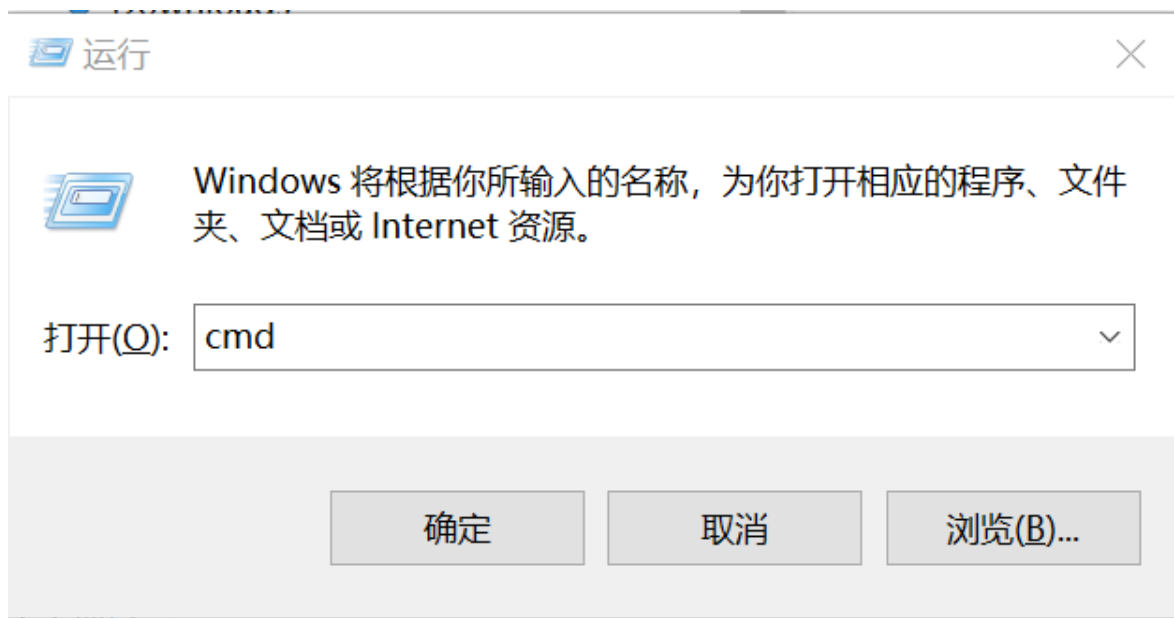 运行
Windows 将根据你所输入的名称，为你打开相应的程序、文件
夹、文档或 Internet 资源。
打开(O): cmd
确定 取消 浏览(B)...